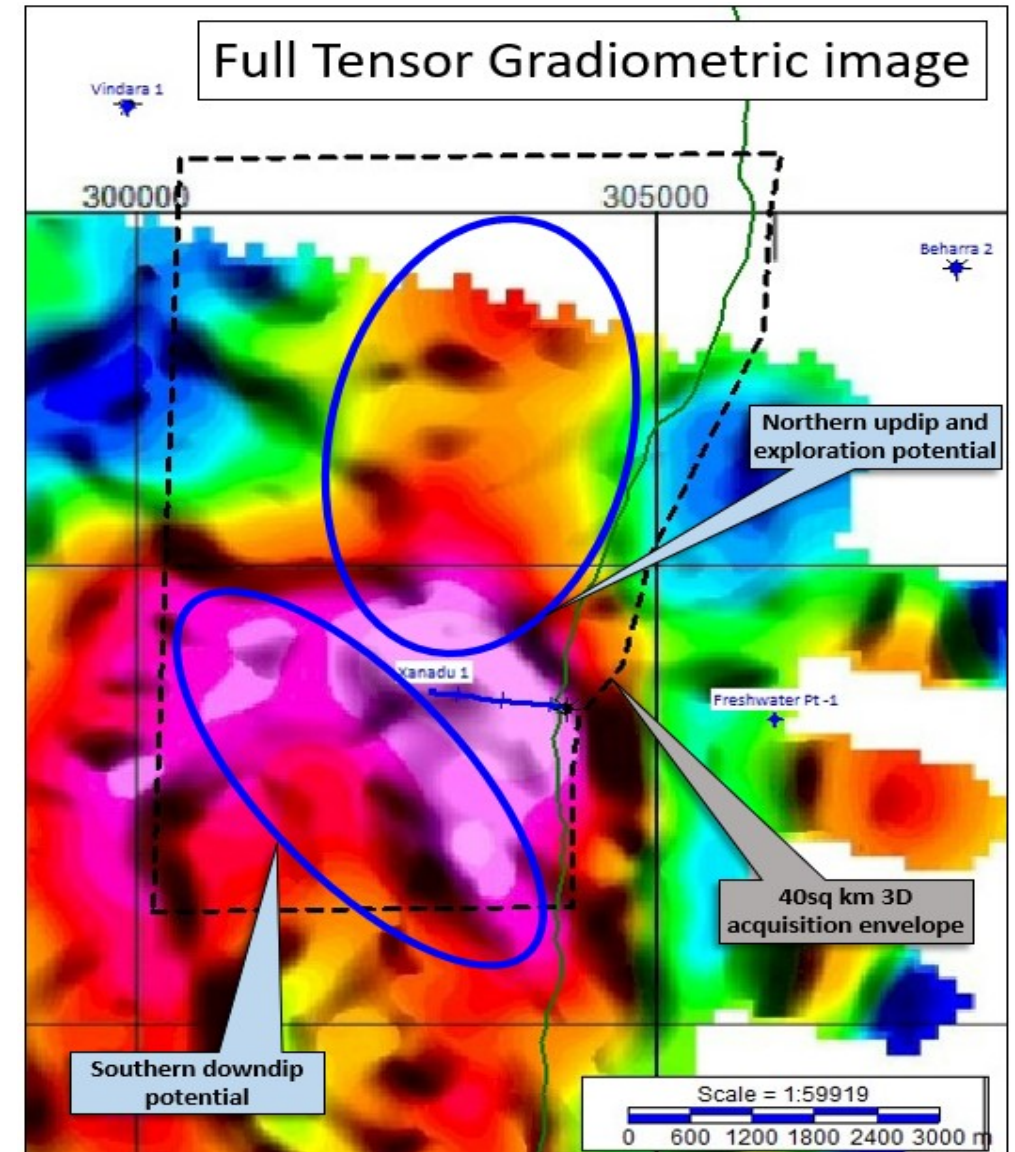 Full Tensor Gradiometric image
Vindara 1
300000
305000
Beharra 2
Northern updip and
exploration potential
Xanadu 1
Freshwater Pt -1
40sq km 3D
acquisition envelope
Southern downdip
potential
Scale = 1:59919
0 600 1200 1800 2400 3000 m